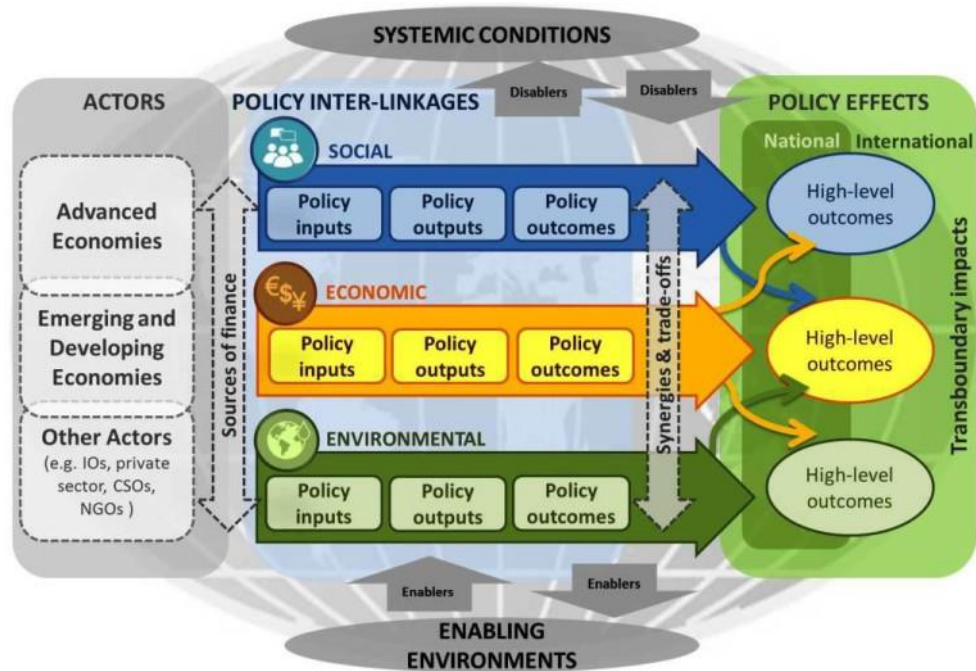 SYSTEMIC CONDITIONS
Disablers
Disablers
ACTORS
Advanced
Economies
Emerging and
Developing
Economies
Other Actors
(e.g. IOs, private
sector, CSOs,
NGOs )
Sources of finance
POLICY INTER-LINKAGES
SOCIAL
Policy
inputs
Policy
outputs
Policy
outcomes
€$¥
ECONOMIC
Policy
inputs
Policy
outputs
Policy
outcomes
ENVIRONMENTAL
Policy
inputs
Policy
outputs
Policy
outcomes
Synergies & trade-offs
POLICY EFFECTS
National
International
High-level
outcomes
High-level
outcomes
High-level
outcomes
Transboundary impacts
Enablers
Enablers
ENABLING
ENVIRONMENTS